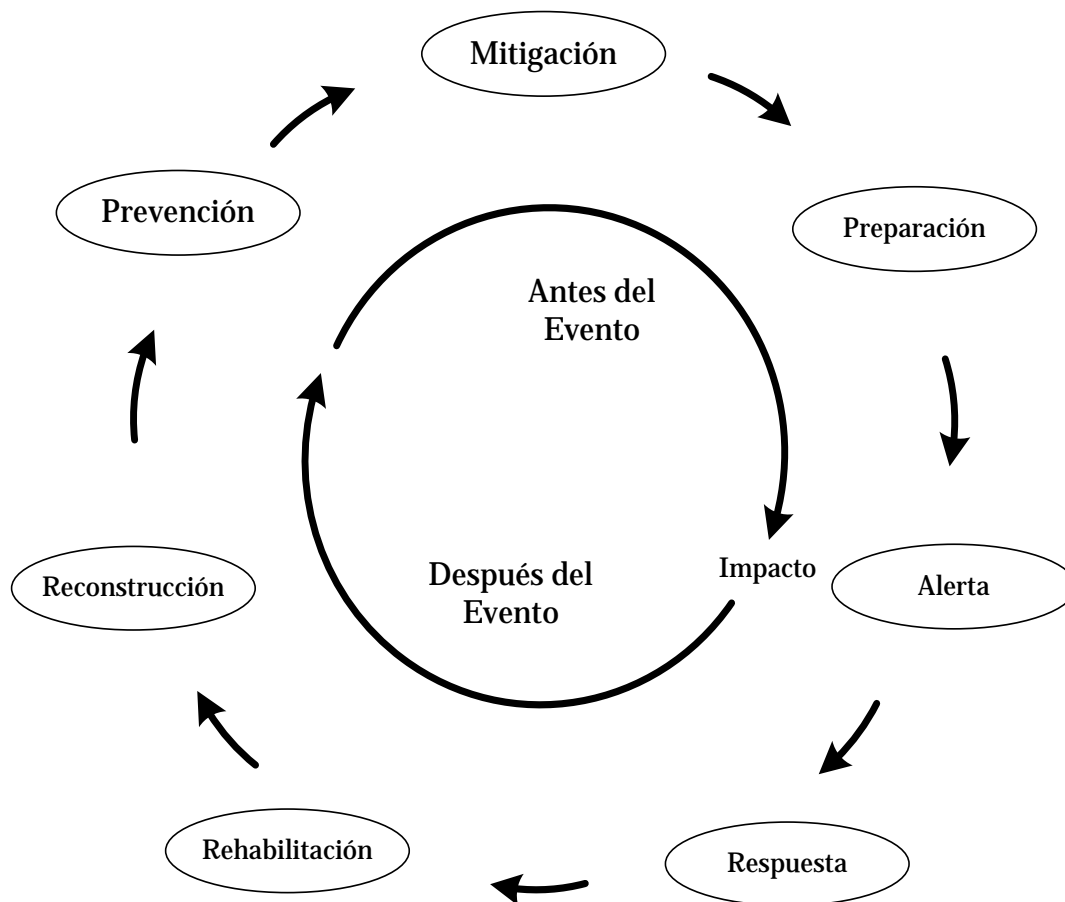 Mitigación
Prevención
Preparación
Antes del
Evento
Impacto
Después del
Evento
Reconstrucción
Alerta
Rehabilitación
Respuesta